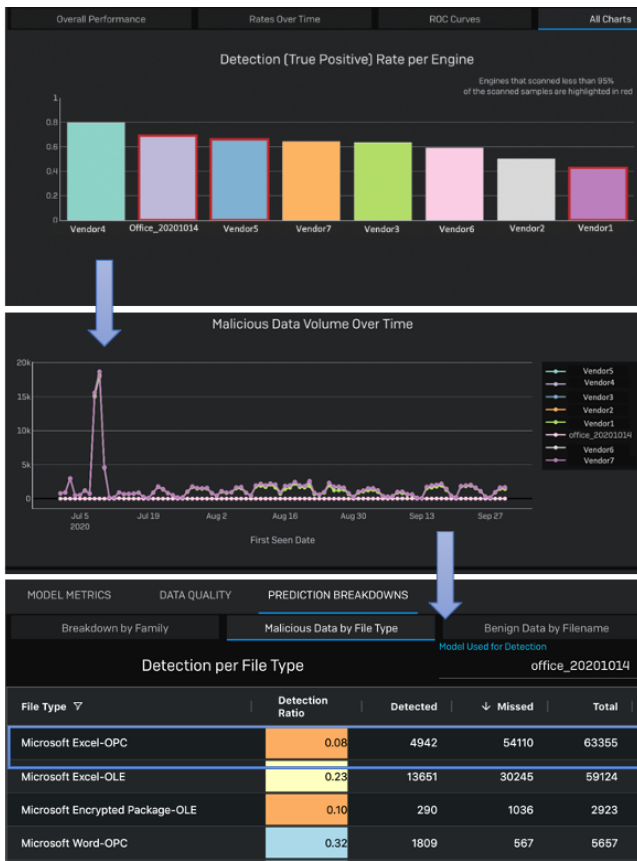 Overall Performance Rates Over Time ROC Curves All Charts
Detection (True Positive) Rate per Engine
Engines that scanned less than 95%
of the scanned samples are highlighted in red
1
0.8
0.6
0.4
0.2
0
Vendor4 Office_20201014 Vendor5 Vendor7 Vendor3 Vendor6 Vendor2 Vendor1
Malicious Data Volume Over Time
20k
15k
10k
5k
0
Jul 5 Jul 19 Aug 2 Aug 16 Aug 30 Sep 13 Sep 27
2020
First Seen Date
Vendor5
Vendor4
Vendor3
Vendor2
Vendor1
office_20201014
Vendor6
Vendor7
MODEL METRICS DATA QUALITY PREDICTION BREAKDOWNS
Breakdown by Family Malicious Data by File Type Benign Data by Filename
Model Used for Detection
Detection per File Type office_20201014
File Type Detection Ratio Detected ↓ Missed Total
Microsoft Excel-OPC 0.08 4942 54110 63355
Microsoft Excel-OLE 0.23 13651 30245 59124
Microsoft Encrypted Package-OLE 0.10 290 1036 2923
Microsoft Word-OPC 0.32 1809 567 5657